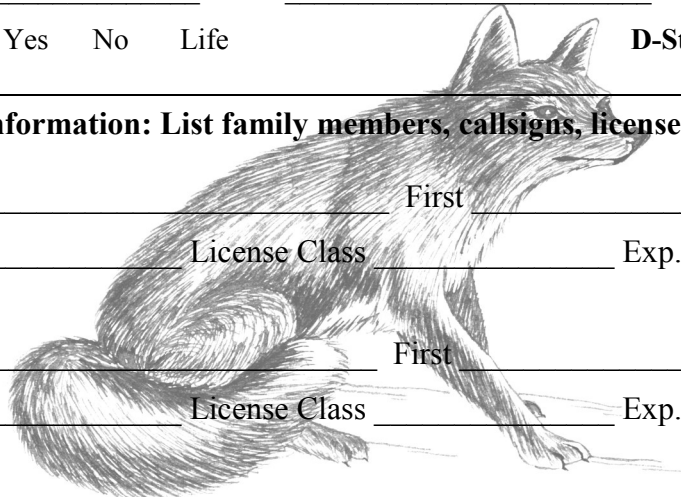 Yes No Life D-St
nformation: List family members, callsigns, license
First
License Class Exp.
First
License Class Exp.